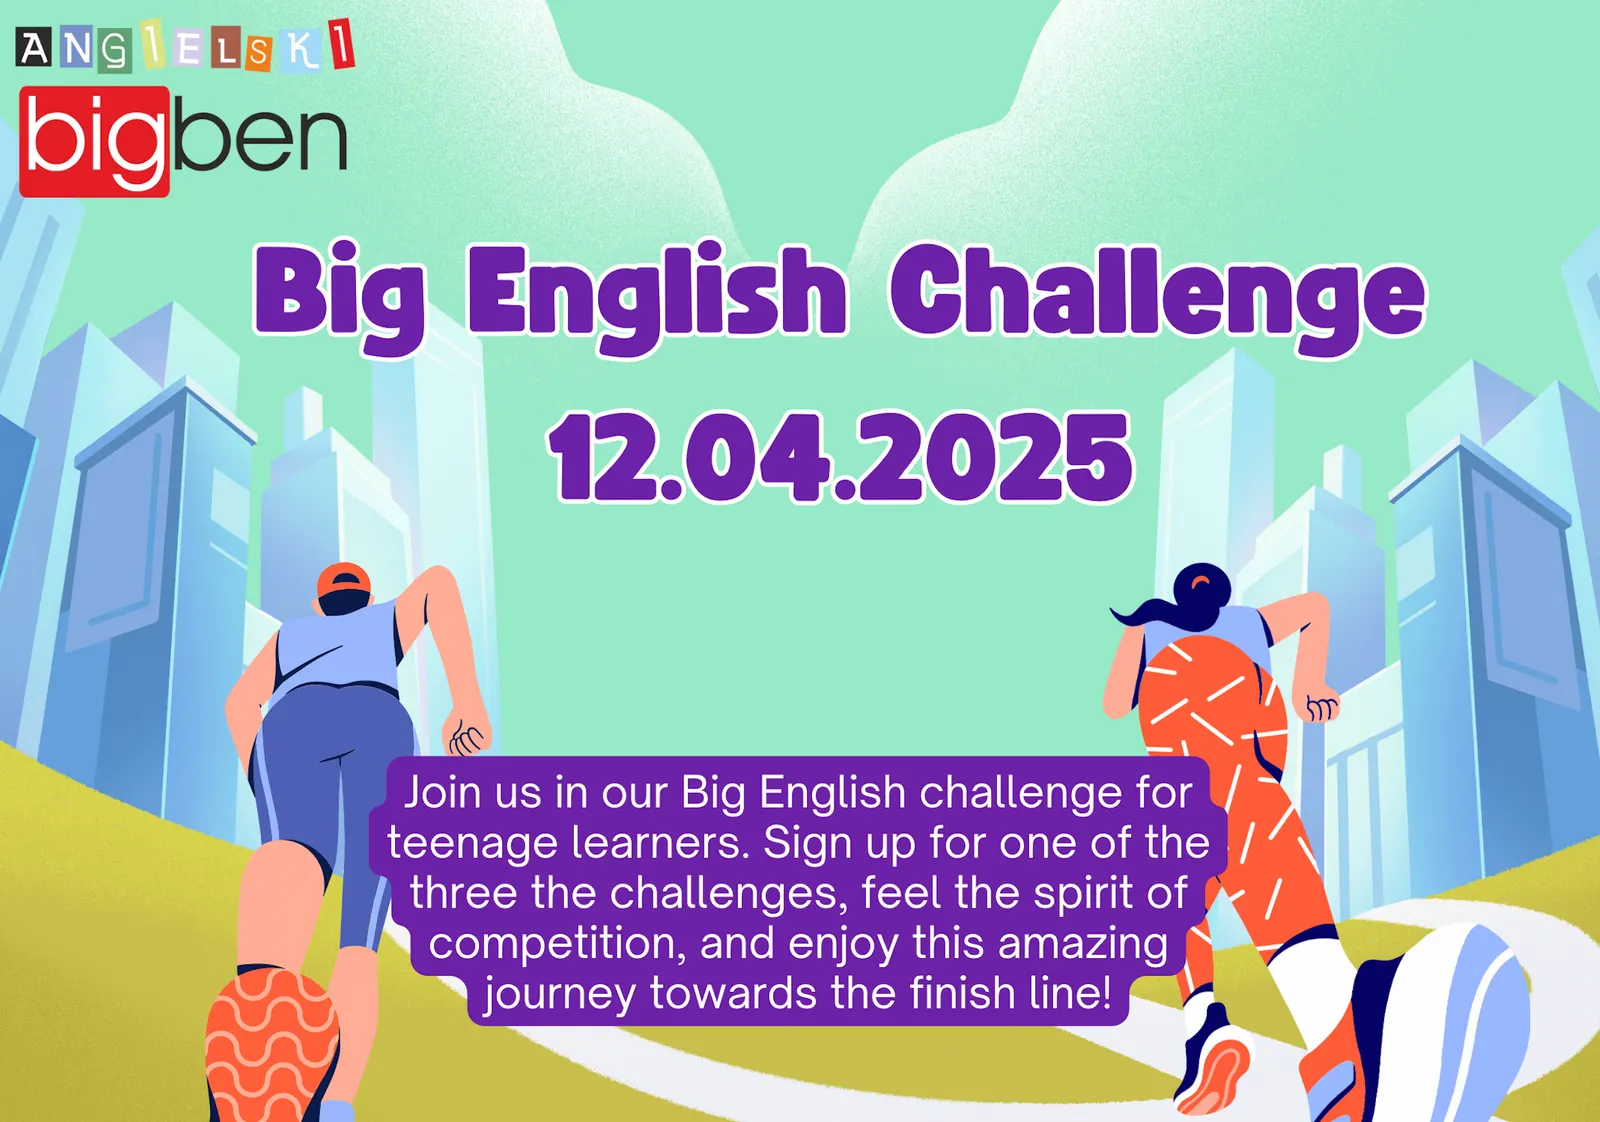 ANGIELSKI
bigben
Big English Challenge
12.04.2025
Join us in our Big English challenge for
teenage learners. Sign up for one of the
three the challenges, feel the spirit of
competition, and enjoy this amazing
journey towards the finish line!